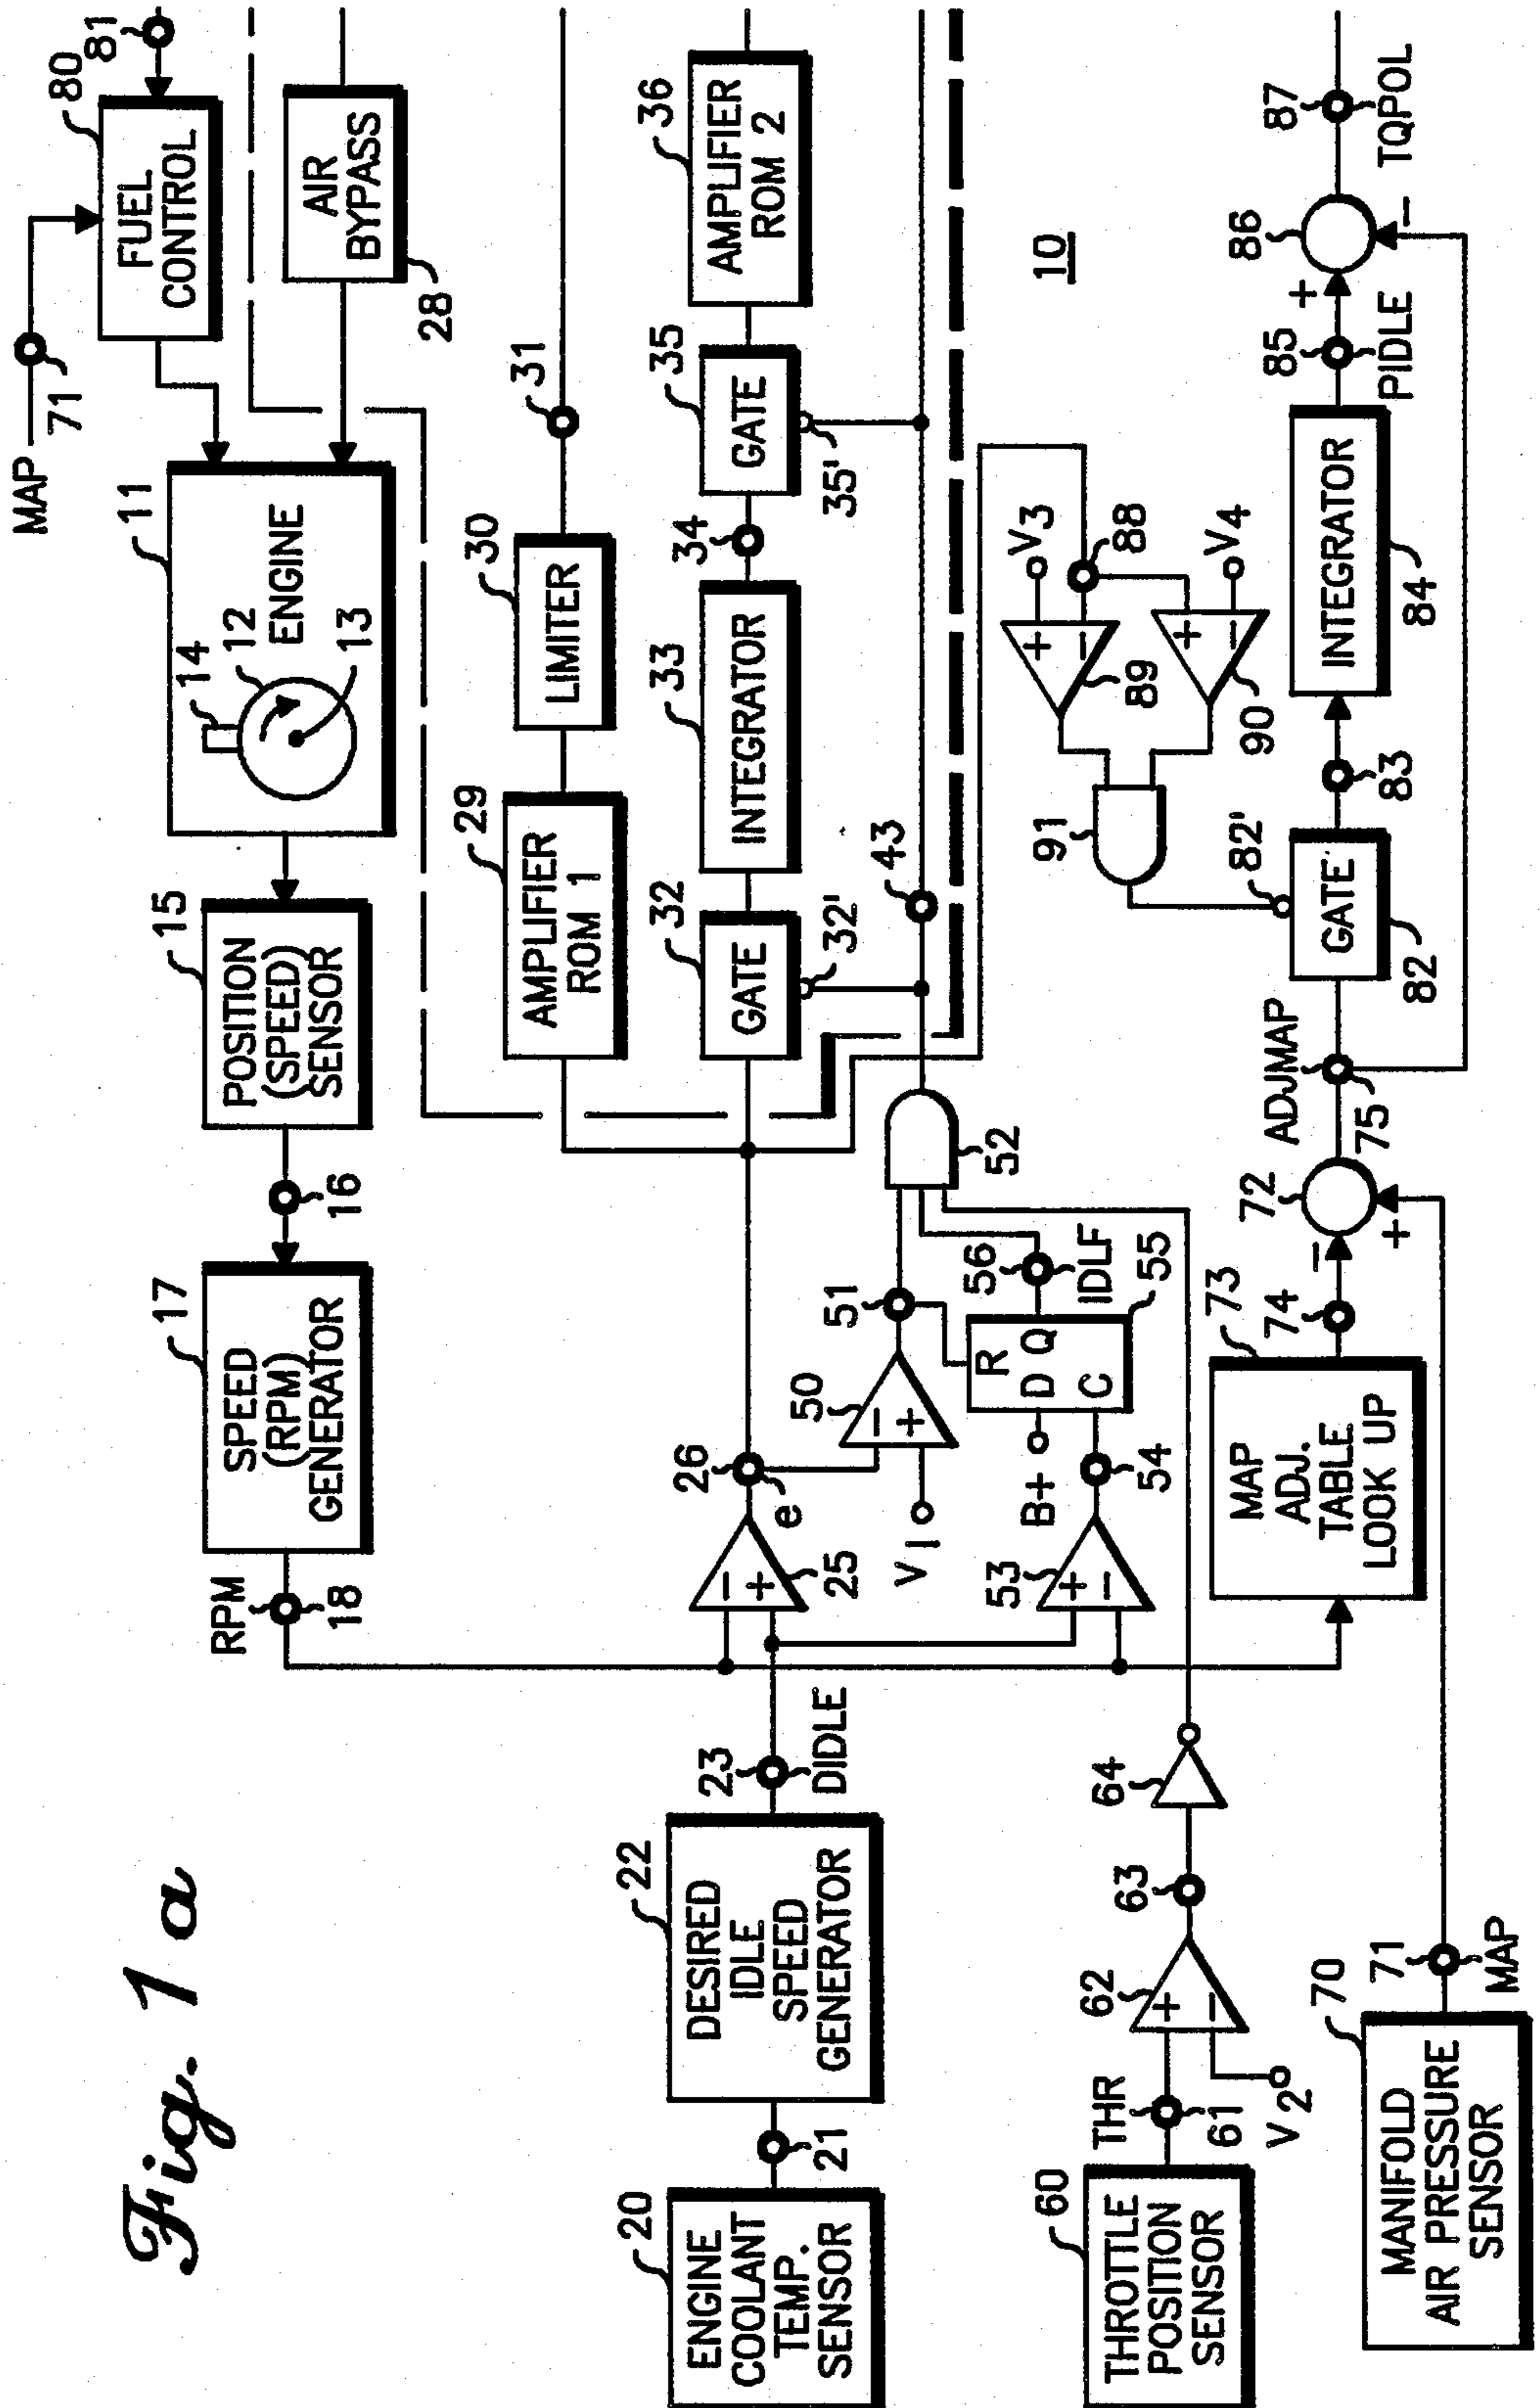 Fig. 1a
MAP
71
80
81
FUEL
CONTROL
AIR
BYPASS
28
11
14
12
ENGINE
13
15
POSITION
(SPEED)
SENSOR
16
17
SPEED
(RPM)
GENERATOR
RPM
18
20
ENGINE
COOLANT
TEMP.
SENSOR
21
22
DESIRED
IDLE
SPEED
GENERATOR
23
DIDLE
−
+
25
26
e
29
AMPLIFIER
ROM 1
30
LIMITER
31
32
GATE
32'
33
INTEGRATOR
34
35
GATE
35'
36
AMPLIFIER
ROM 2
43
10
50
−
+
V1
51
52
53
+
−
54
B+
R
D Q
C
55
56
IDLF
60
THROTTLE
POSITION
SENSOR
THR
61
V2
62
+
−
63
64
70
MANIFOLD
AIR PRESSURE
SENSOR
71
MAP
73
MAP
ADJ.
TABLE
LOOK UP
74
−
+
72
ADJMAP
75
82'
GATE
82
83
INTEGRATOR
84
85
PIDLE
+
−
86
87
TQPOL
V3
88
V4
+
−
89
+
−
90
91